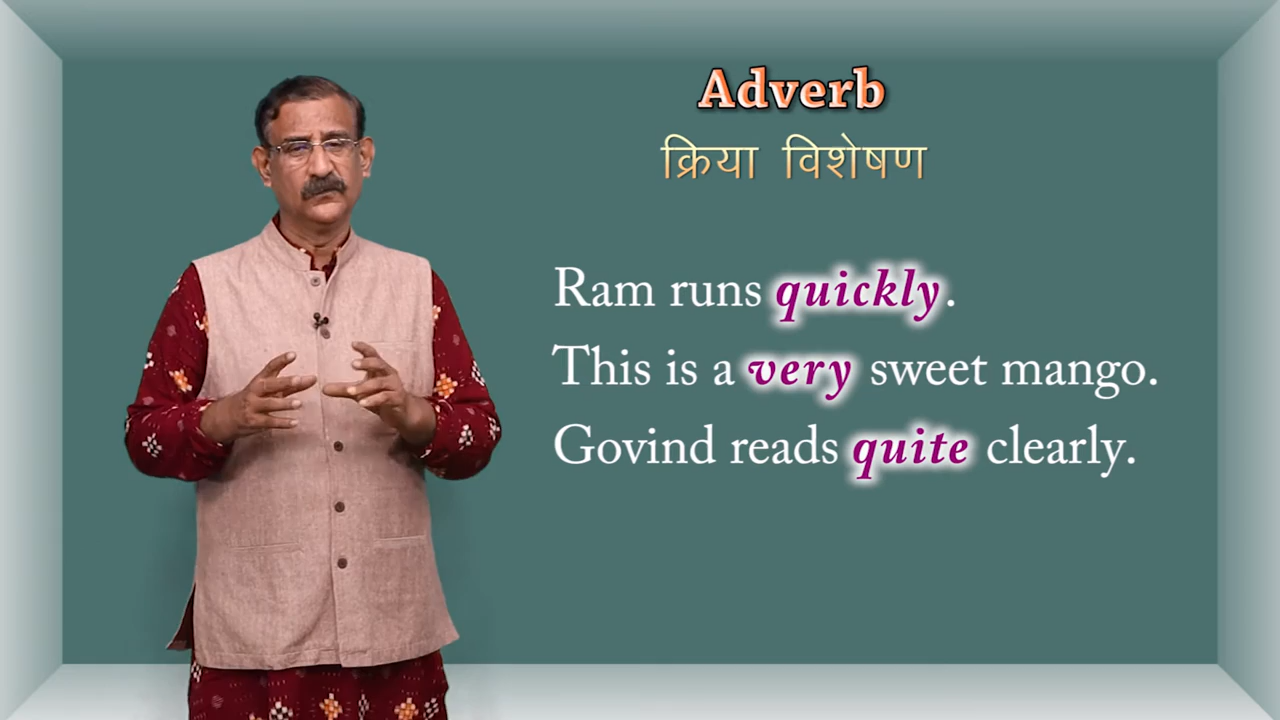 Adverb
क्रिया विशेषण
Ram runs quickly.
This is a very sweet mango.
Govind reads quite clearly.